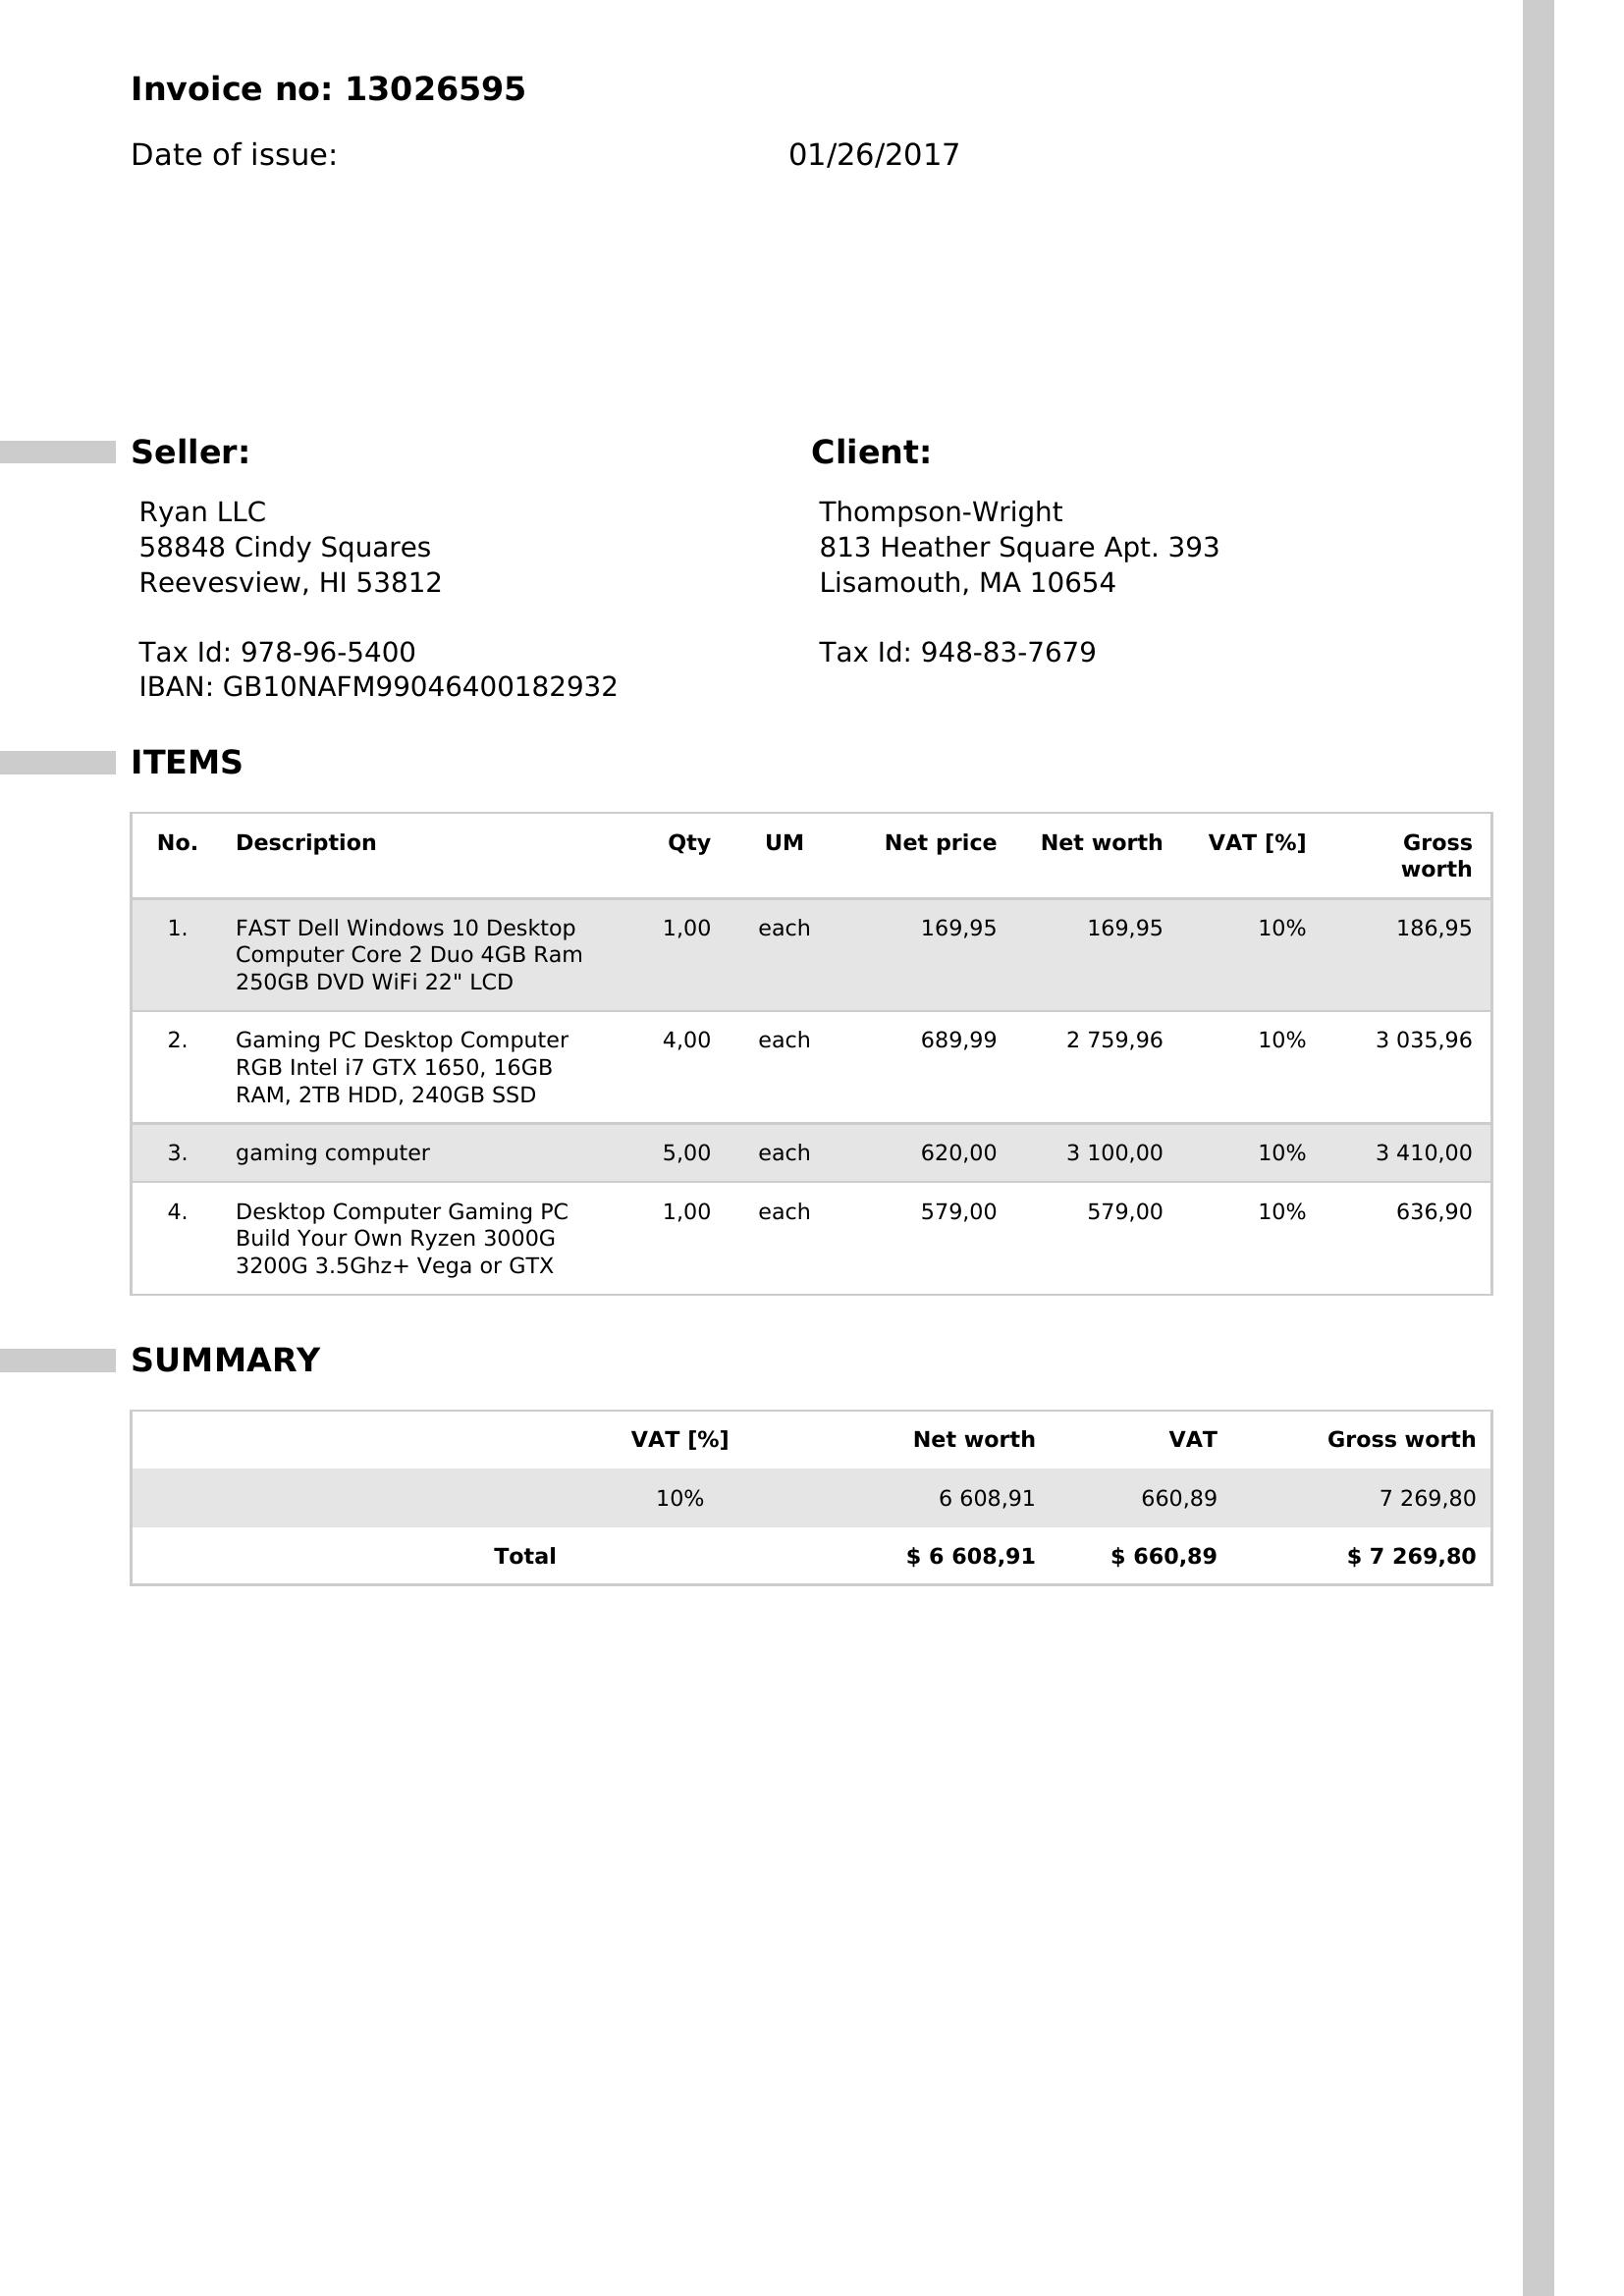 Invoice no: 13026595
Date of issue: 01/26/2017
Seller: Client:
Ryan LLC Thompson-Wright
58848 Cindy Squares 813 Heather Square Apt. 393
Reevesview, HI 53812 Lisamouth, MA 10654
Tax Id: 978-96-5400 Tax Id: 948-83-7679
IBAN: GB10NAFM99046400182932
ITEMS
No. Description Qty UM Net price Net worth VAT [%] Gross
worth
1. FAST Dell Windows 10 Desktop 1,00 each 169,95 169,95 10% 186,95
Computer Core 2 Duo 4GB Ram
250GB DVD WiFi 22" LCD
2. Gaming PC Desktop Computer 4,00 each 689,99 2 759,96 10% 3 035,96
RGB Intel i7 GTX 1650, 16GB
RAM, 2TB HDD, 240GB SSD
3. gaming computer 5,00 each 620,00 3 100,00 10% 3 410,00
4. Desktop Computer Gaming PC 1,00 each 579,00 579,00 10% 636,90
Build Your Own Ryzen 3000G
3200G 3.5Ghz+ Vega or GTX
SUMMARY
VAT [%] Net worth VAT Gross worth
10% 6 608,91 660,89 7 269,80
Total $ 6 608,91 $ 660,89 $ 7 269,80